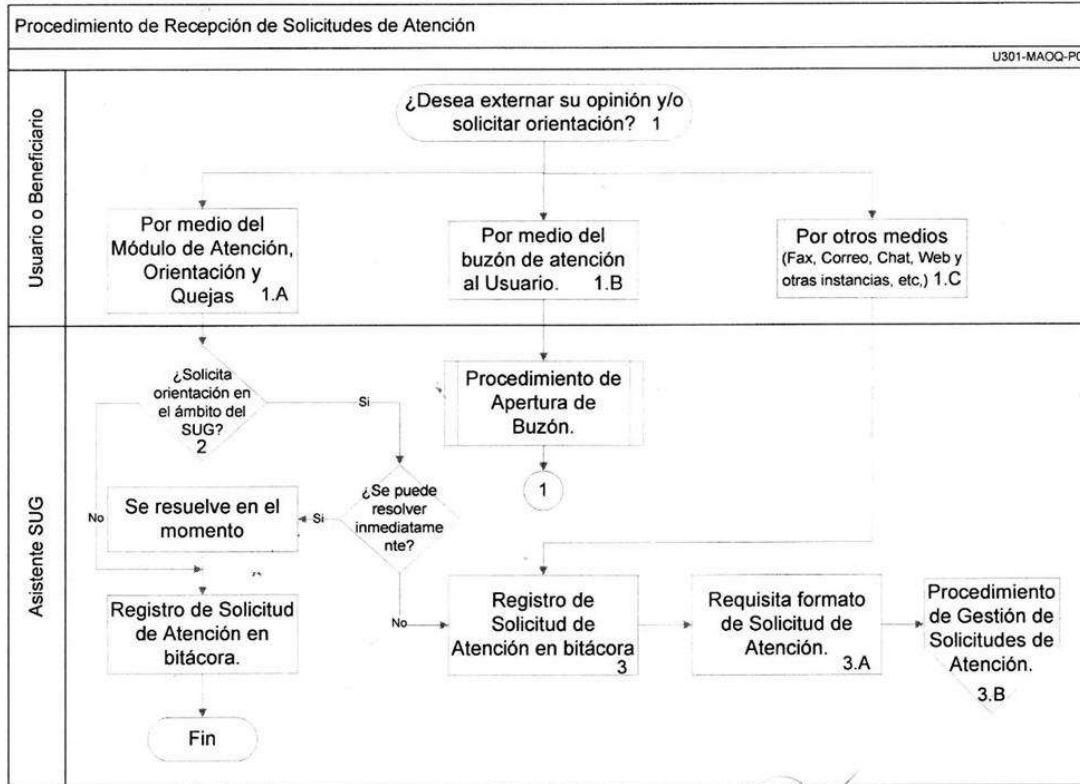 Procedimiento de Recepción de Solicitudes de Atención
U301-MAOQ-P0
Usuario o Beneficiario
¿Desea externar su opinión y/o
solicitar orientación? 1
Por medio del
Módulo de Atención,
Orientación y
Quejas 1.A
Por medio del
buzón de atención
al Usuario. 1.B
Por otros medios
(Fax, Correo, Chat, Web y
otras instancias, etc,) 1.C
Asistente SUG
¿Solicita
orientación en
el ámbito del
SUG?
2
Si
Procedimiento de
Apertura de
Buzón.
1
No
Se resuelve en el
momento
Si
¿Se puede
resolver
inmediatame
nte?
Registro de Solicitud
de Atención en
bitácora.
No
Registro de
Solicitud de
Atención en bitácora
3
Requisita formato
de Solicitud de
Atención.
3.A
Procedimiento
de Gestión de
Solicitudes de
Atención.
3.B
Fin